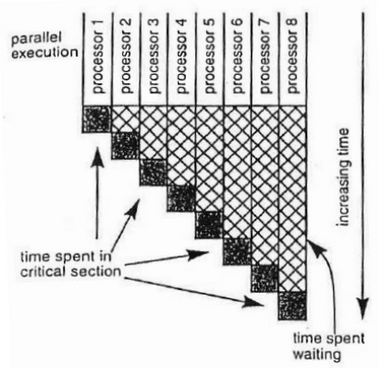 parallel
execution
processor 1
processor 2
processor 3
processor 4
processor 5
processor 6
processor 7
processor 8
increasing time
time spent in
critical section
time spent
waiting